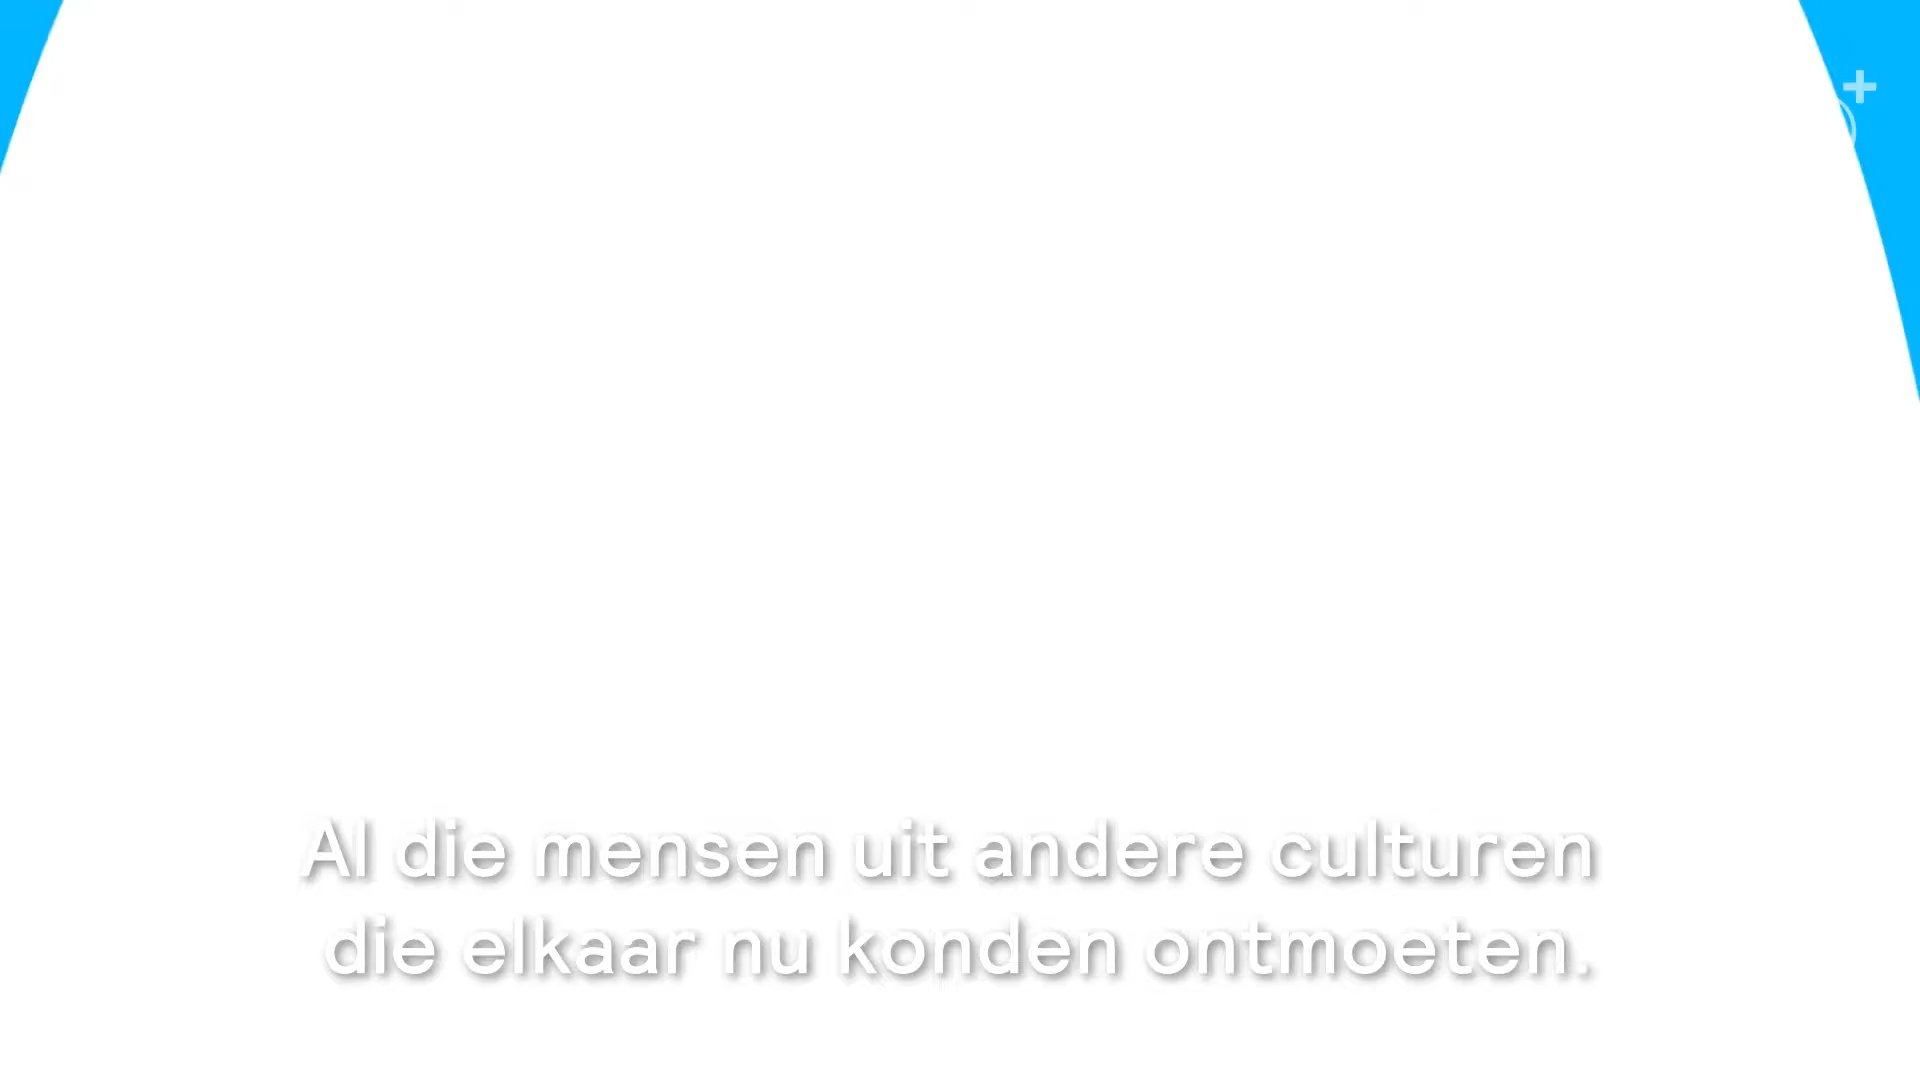 Al die mensen uit andere culturen
die elkaar nu konden ontmoeten.